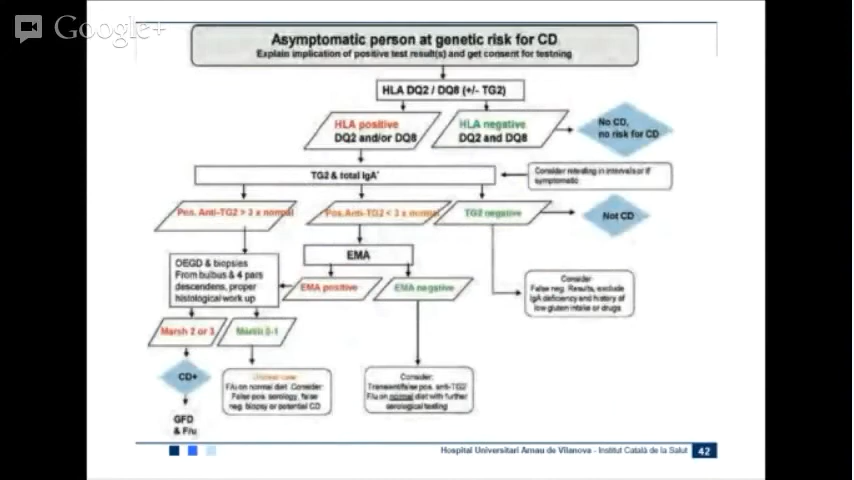 Google+
Asymptomatic person at genetic risk for CD
Explain implication of positive test result(s) and get consent for testning
HLA DQ2 / DQ8 (+/- TG2)
HLA positive
DQ2 and/or DQ8
HLA negative
DQ2 and DQ8
No CD,
no risk for CD
TG2 & total IgA*
Consider retesting in intervals or if
symptomatic
Pos. Anti-TG2 > 3 x normal
Pos. Anti-TG2 < 3 x normal
TG2 negative
Not CD
EMA
OEGD & biopsies
From bulbus & 4 pars
descendens, proper
histological work up
EMA positive
EMA negative
Consider:
False neg. Results, exclude
IgA deficiency and history of
low gluten intake or drugs
Marsh 2 or 3
Marsh 0-1
CD+
Unclear case
F/u on normal diet Consider:
False pos. serology, false
neg. biopsy or potential CD
Consider:
Transient/false pos. anti-TG2
F/u on normal diet with further
serological testing
GFD
& F/u
Hospital Universitari Arnau de Vilanova - Institut Català de la Salut 42